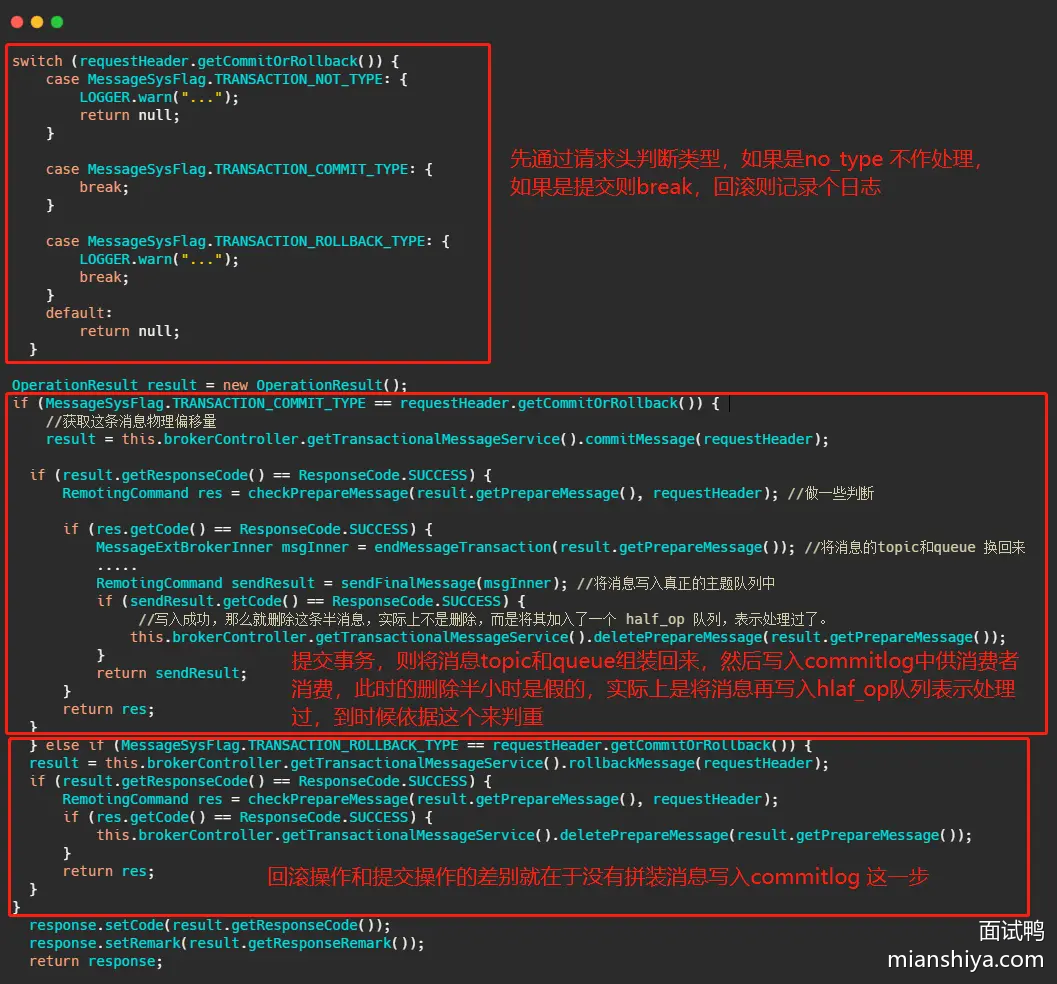 switch (requestHeader.getCommitOrRollback()) {
case MessageSysFlag.TRANSACTION_NOT_TYPE: {
LOGGER.warn("...");
return null;
}
case MessageSysFlag.TRANSACTION_COMMIT_TYPE: {
break;
}
case MessageSysFlag.TRANSACTION_ROLLBACK_TYPE: {
LOGGER.warn("...");
break;
}
default:
return null;
}
先通过请求头判断类型，如果是no_type 不作处理，
如果是提交则break，回滚则记录个日志
OperationResult result = new OperationResult();
if (MessageSysFlag.TRANSACTION_COMMIT_TYPE == requestHeader.getCommitOrRollback()) {
//获取这条消息物理偏移量
result = this.brokerController.getTransactionalMessageService().commitMessage(requestHeader);
if (result.getResponseCode() == ResponseCode.SUCCESS) {
RemotingCommand res = checkPrepareMessage(result.getPrepareMessage(), requestHeader); //做一些判断
if (res.getCode() == ResponseCode.SUCCESS) {
MessageExtBrokerInner msgInner = endMessageTransaction(result.getPrepareMessage()); //将消息的topic和queue 换回来
.....
RemotingCommand sendResult = sendFinalMessage(msgInner); //将消息写入真正的主题队列中
if (sendResult.getCode() == ResponseCode.SUCCESS) {
//写入成功，那么就删除这条半消息，实际上不是删除，而是将其加入了一个 half_op 队列，表示处理过了。
this.brokerController.getTransactionalMessageService().deletePrepareMessage(result.getPrepareMessage());
}
return sendResult;
}
return res;
}
提交事务，则将消息topic和queue组装回来，然后写入commitlog中供消费者
消费，此时的删除半小时是假的，实际上是将消息再写入hlaf_op队列表示处理
过，到时候依据这个来判重
} else if (MessageSysFlag.TRANSACTION_ROLLBACK_TYPE == requestHeader.getCommitOrRollback()) {
result = this.brokerController.getTransactionalMessageService().rollbackMessage(requestHeader);
if (result.getResponseCode() == ResponseCode.SUCCESS) {
RemotingCommand res = checkPrepareMessage(result.getPrepareMessage(), requestHeader);
if (res.getCode() == ResponseCode.SUCCESS) {
this.brokerController.getTransactionalMessageService().deletePrepareMessage(result.getPrepareMessage());
}
return res;
}
}
回滚操作和提交操作的差别就在于没有拼装消息写入commitlog 这一步
response.setCode(result.getResponseCode());
response.setRemark(result.getResponseRemark());
return response;
面试鸭
mianshiya.com